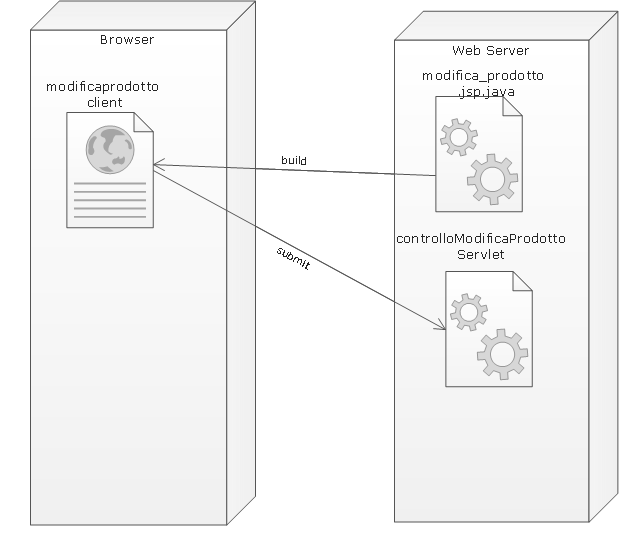 Browser
Web Server
modificaprodotto
client
modifica_prodotto
.jsp.java
build
submit
controlloModificaProdotto
Servlet